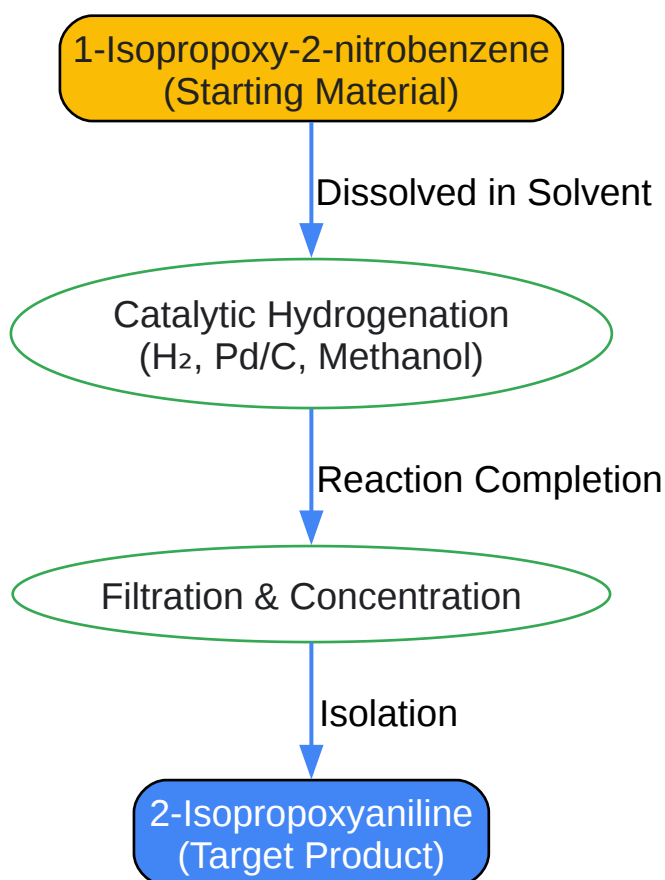 1-Isopropoxy-2-nitrobenzene
(Starting Material)
Dissolved in Solvent
Catalytic Hydrogenation
(H₂, Pd/C, Methanol)
Reaction Completion
Filtration & Concentration
Isolation
2-Isopropoxyaniline
(Target Product)